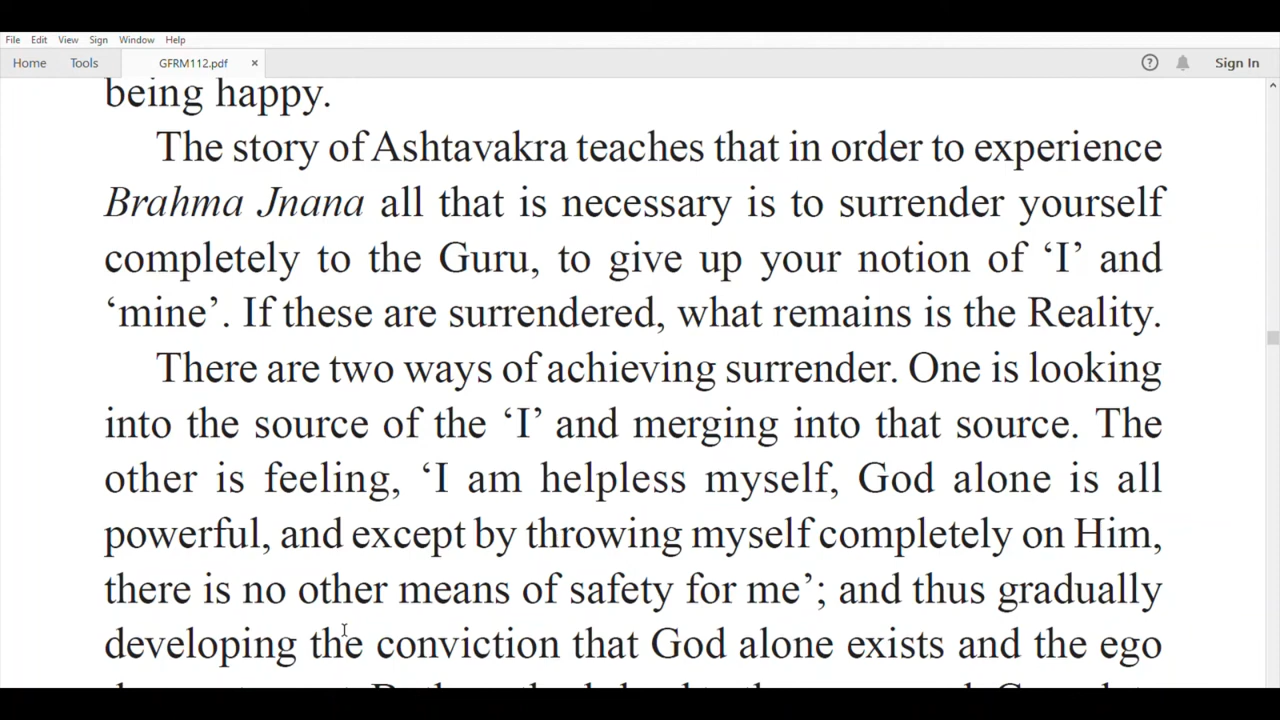 File Edit View Sign Window Help
Home Tools GFRM112.pdf × ? Sign In
being happy.
The story of Ashtavakra teaches that in order to experience
Brahma Jnana all that is necessary is to surrender yourself
completely to the Guru, to give up your notion of ‘I’ and
‘mine’. If these are surrendered, what remains is the Reality.
There are two ways of achieving surrender. One is looking
into the source of the ‘I’ and merging into that source. The
other is feeling, ‘I am helpless myself, God alone is all
powerful, and except by throwing myself completely on Him,
there is no other means of safety for me’; and thus gradually
developing the conviction that God alone exists and the ego